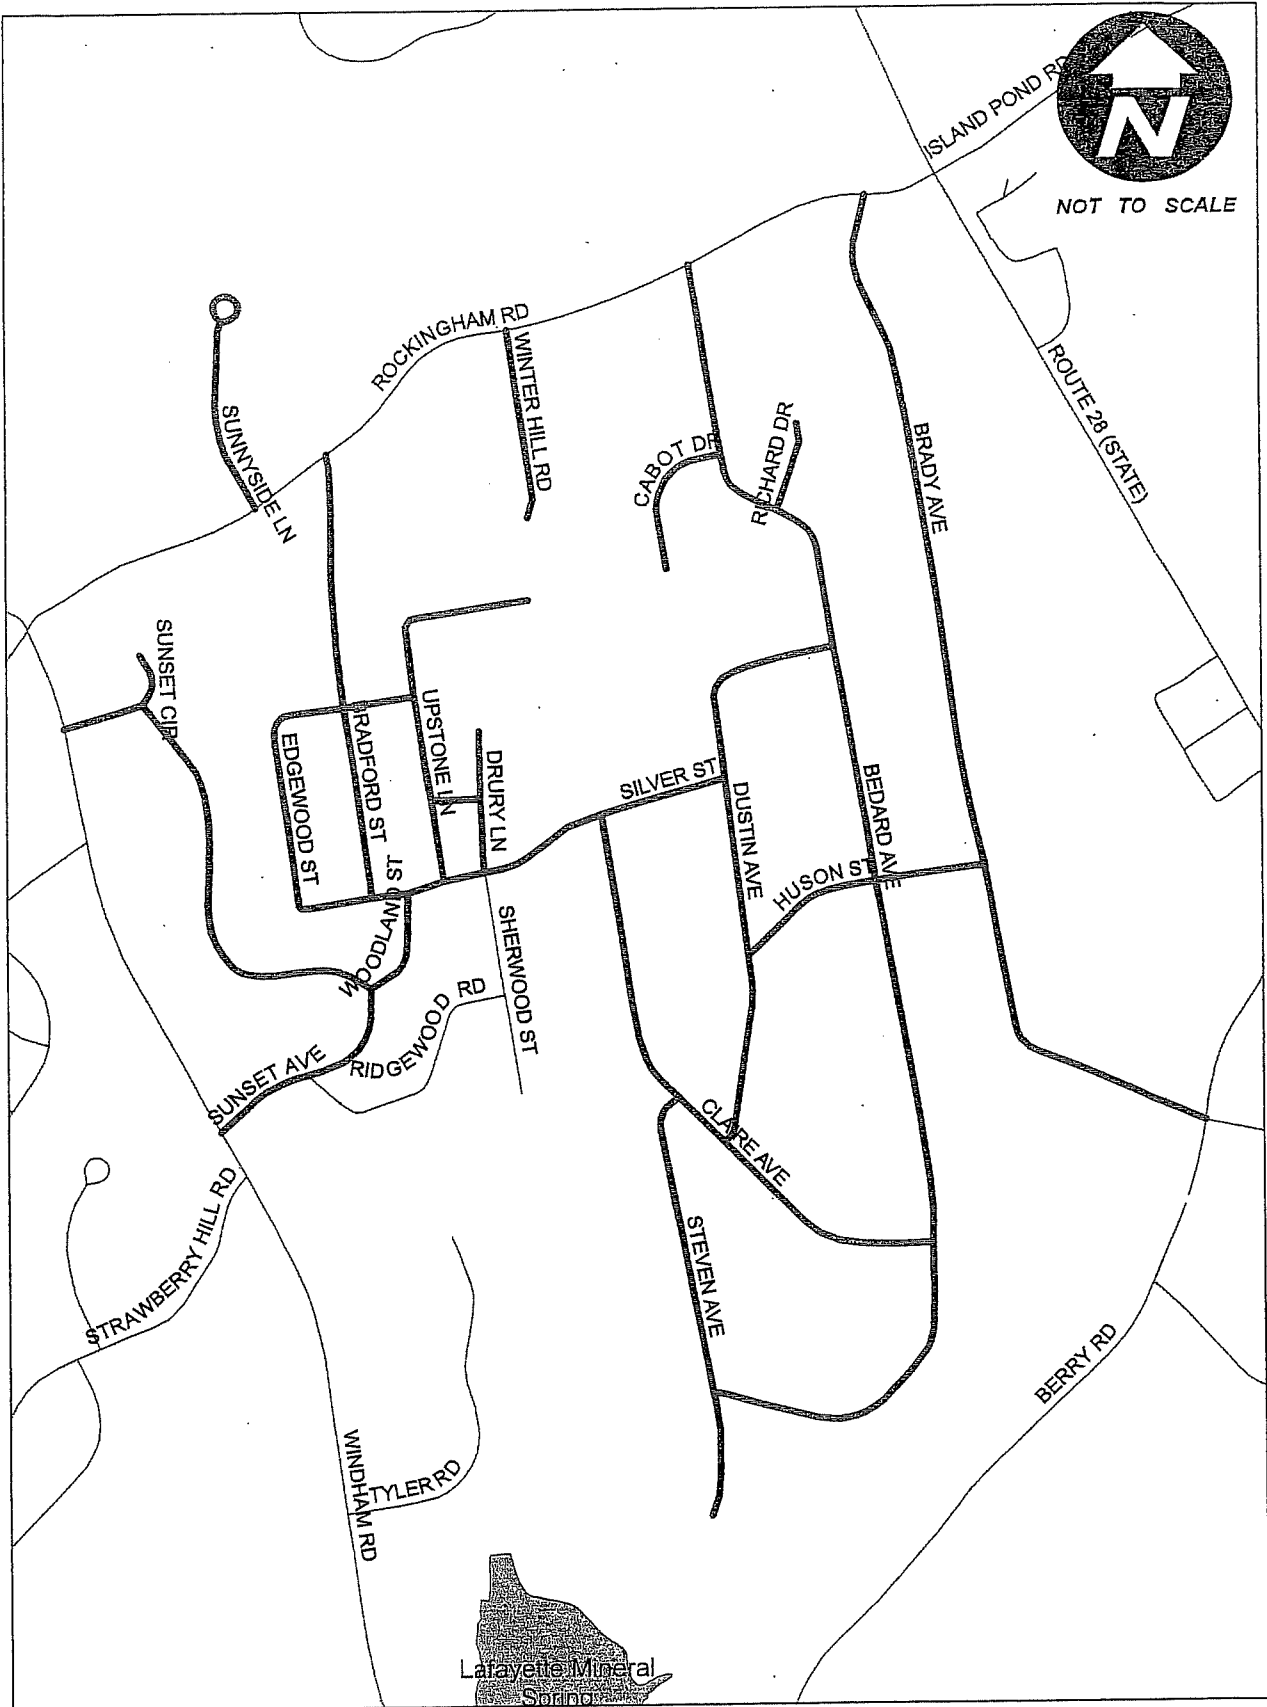 ISLAND POND RD
N
NOT TO SCALE
ROCKINGHAM RD
WINTER HILL RD
SUNNYSIDE LN
ROUTE 28 (STATE)
CABOT DR
RICHARD DR
BRADY AVE
SUNSET CIR
UPSTONE LN
EDGEWOOD ST
RADFORD ST
DRURY LN
SILVER ST
DUSTIN AVE
BEDARD AVE
HUSON ST
WOODLAND ST
SHERWOOD ST
RIDGEWOOD RD
SUNSET AVE
CLAIRE AVE
STRAWBERRY HILL RD
STEVEN AVE
BERRY RD
WINDHAM RD
TYLER RD
Lafayette Mineral
Spring